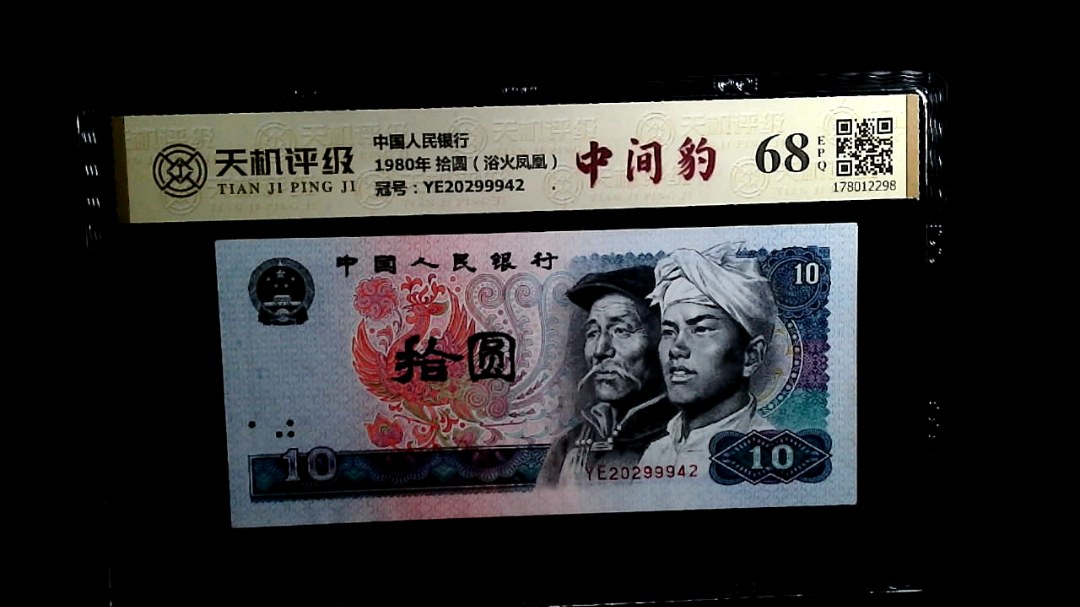 天机评级
TIAN JI PING JI
中国人民银行
1980年 拾圆（浴火凤凰）
冠号：YE20299942
中间豹
68
EPQ
178012298
中国人民银行
10
拾圆
10
YE20299942
10